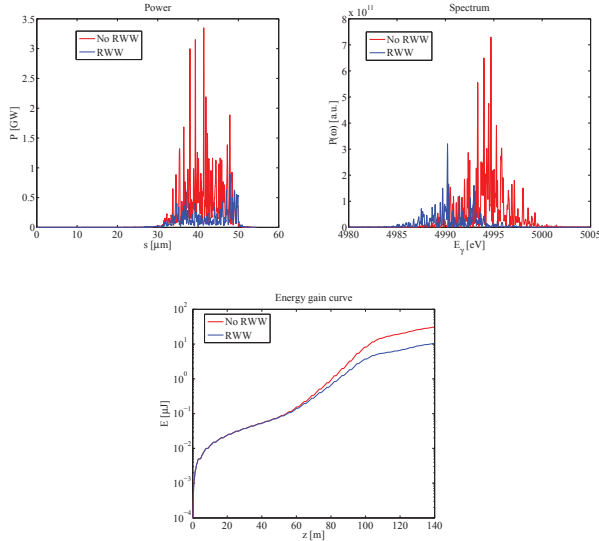 Power
3.5
3
2.5
2
1.5
1
0.5
0
P [GW]
0 10 20 30 40 50 60
s [μm]
No RWW
RWW
Spectrum
x 10^11
8
7
6
5
4
3
2
1
0
P(ω) [a.u.]
4980 4985 4990 4995 5000 5005
E_γ [eV]
No RWW
RWW
Energy gain curve
10^2
10^1
10^0
10^-1
10^-2
10^-3
10^-4
E [μJ]
0 20 40 60 80 100 120 140
z [m]
No RWW
RWW